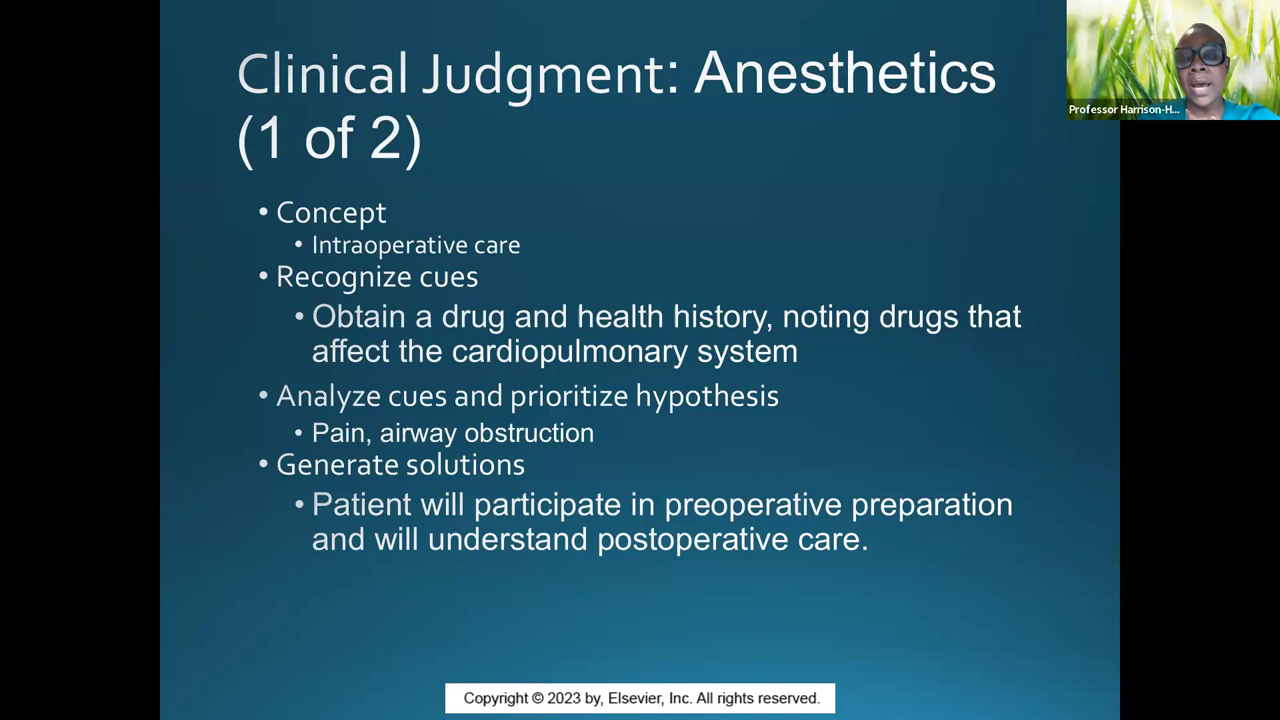 Clinical Judgment: Anesthetics
(1 of 2)
• Concept
• Intraoperative care
• Recognize cues
• Obtain a drug and health history, noting drugs that
affect the cardiopulmonary system
• Analyze cues and prioritize hypothesis
• Pain, airway obstruction
• Generate solutions
• Patient will participate in preoperative preparation
and will understand postoperative care.
Copyright © 2023 by, Elsevier, Inc. All rights reserved.
Professor Harrison-H...